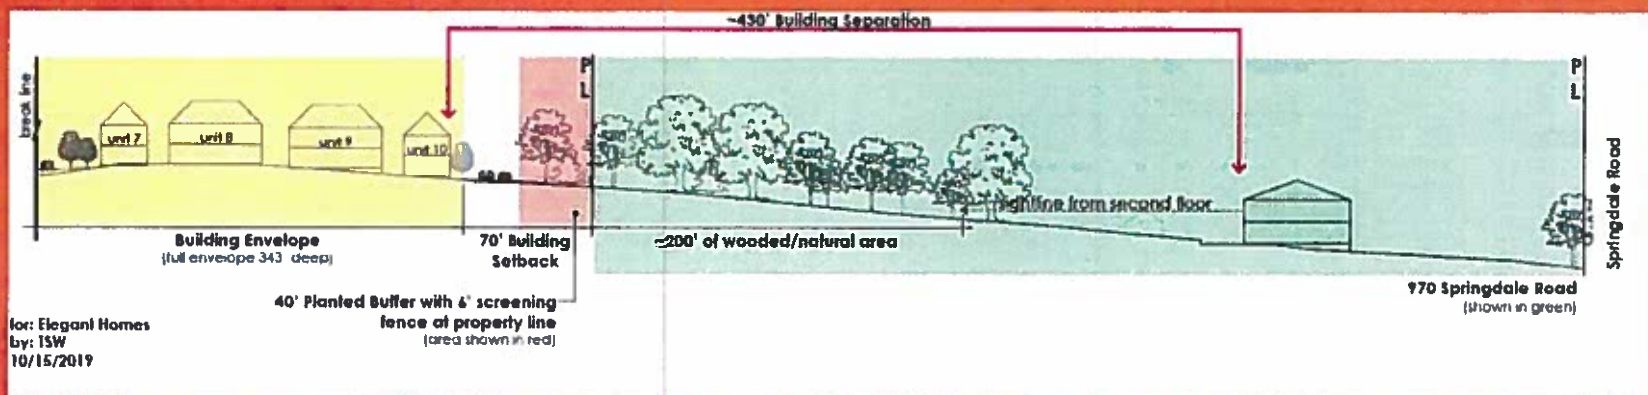 ~430' Building Separation
break line
P
L
P
L
unit 7
unit 8
unit 9
unit 10
sightline from second floor
Building Envelope
(full envelope 343' deep)
70' Building
Setback
~200' of wooded/natural area
Springdale Road
970 Springdale Road
(shown in green)
40' Planted Buffer with 6' screening
fence at property line
(area shown in red)
for: Elegant Homes
by: TSW
10/15/2019